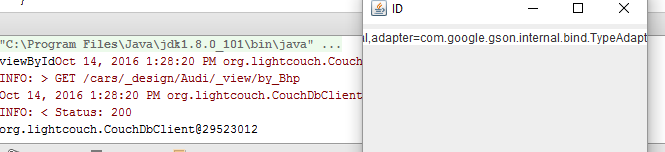 "C:\Program Files\Java\jdk1.8.0_101\bin\java" ...
viewByIdOct 14, 2016 1:28:20 PM org.lightcouch.Couch
INFO: > GET /cars/_design/Audi/_view/by_Bhp
Oct 14, 2016 1:28:20 PM org.lightcouch.CouchDbClient
INFO: < Status: 200
org.lightcouch.CouchDbClient@29523012
ID
l,adapter=com.google.gson.internal.bind.TypeAdapt